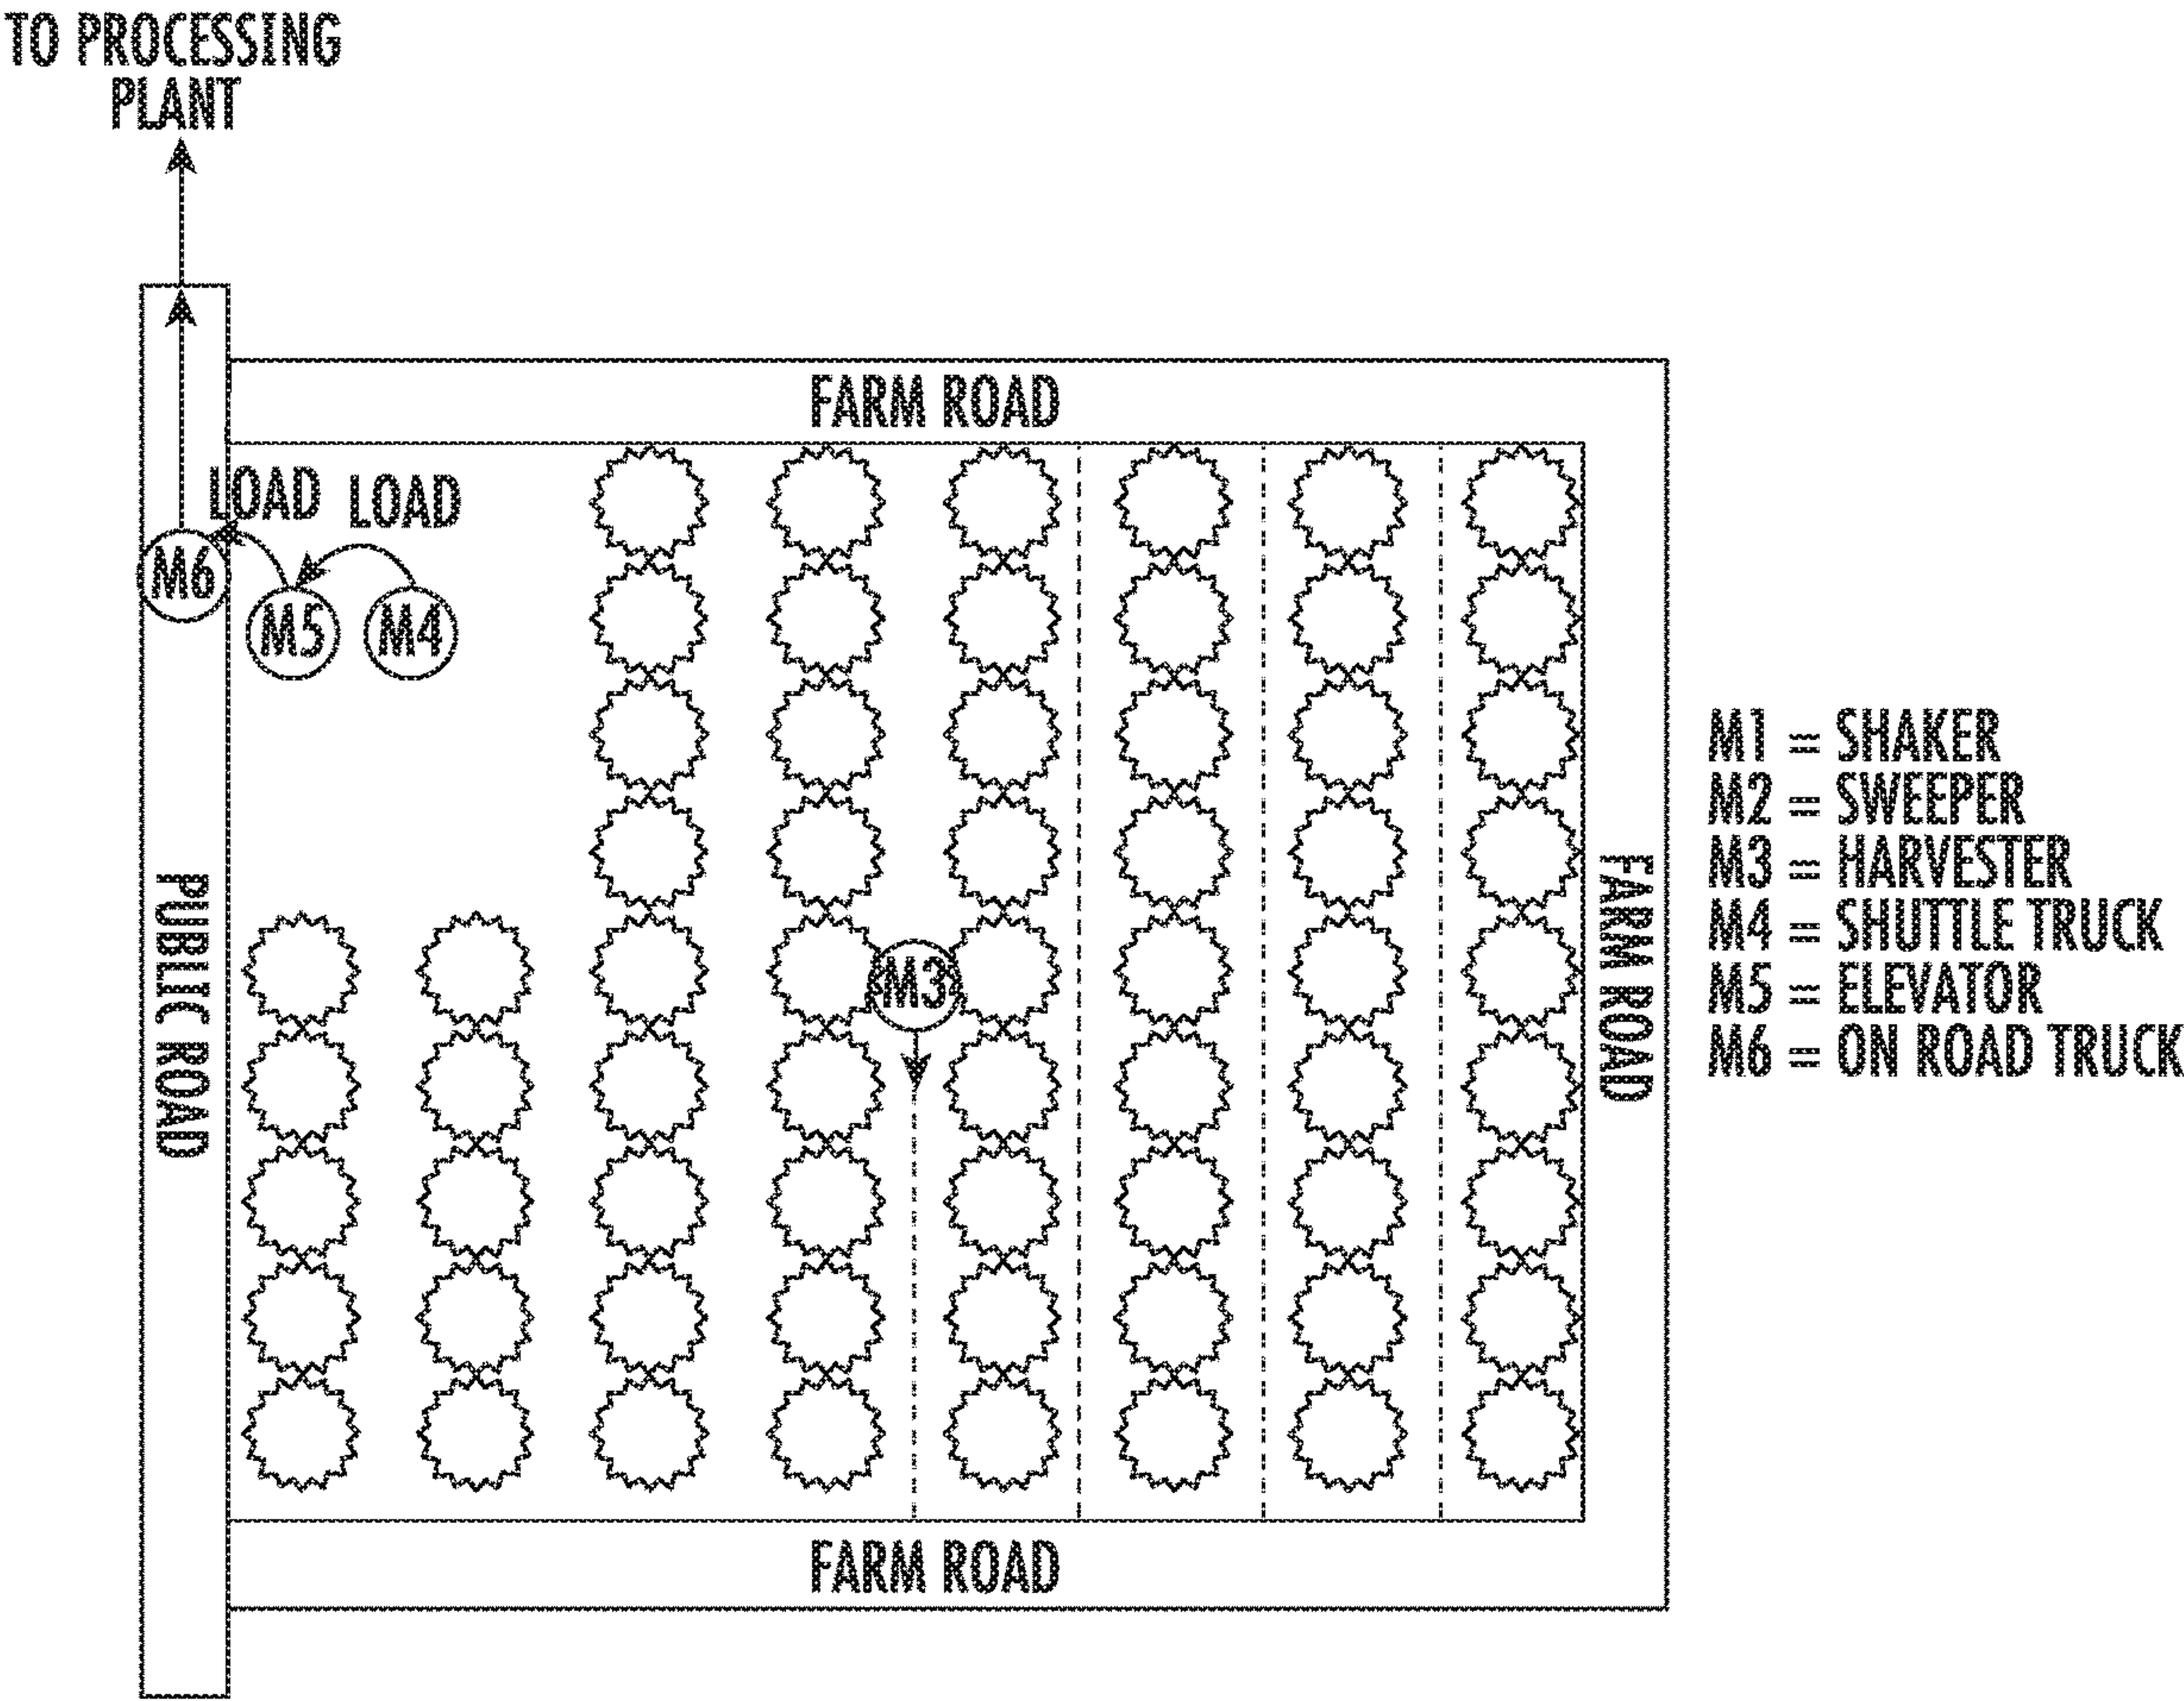 TO PROCESSING
PLANT
FARM ROAD
LOAD
LOAD
M6
M5
M4
M3
PUBLIC ROAD
FARM ROAD
FARM ROAD
M1 = SHAKER
M2 = SWEEPER
M3 = HARVESTER
M4 = SHUTTLE TRUCK
M5 = ELEVATOR
M6 = ON ROAD TRUCK